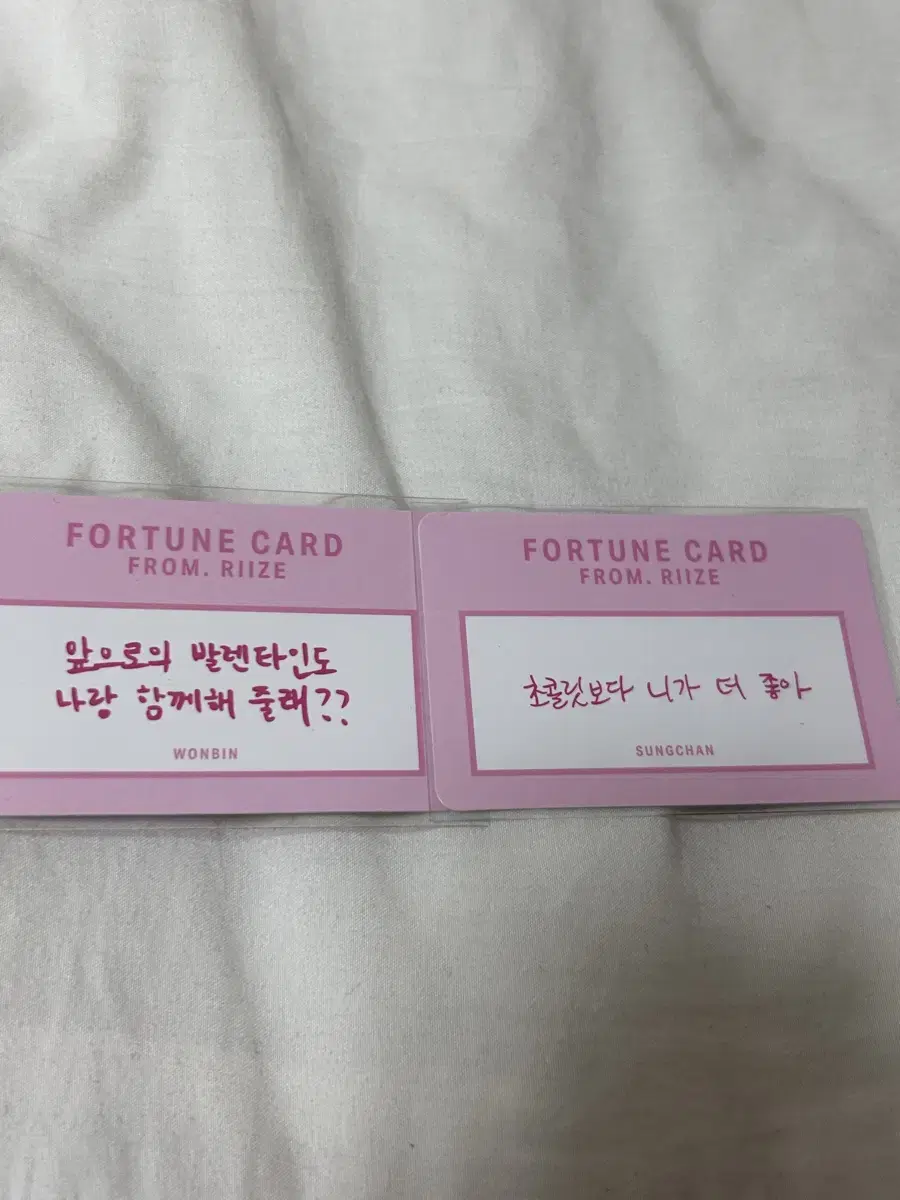 FORTUNE CARD
FROM. RIIZE
앞으로의 발렌타인도
나랑 함께해 줄래??
WONBIN
FORTUNE CARD
FROM. RIIZE
초콜릿보다 니가 더 좋아
SUNGCHAN